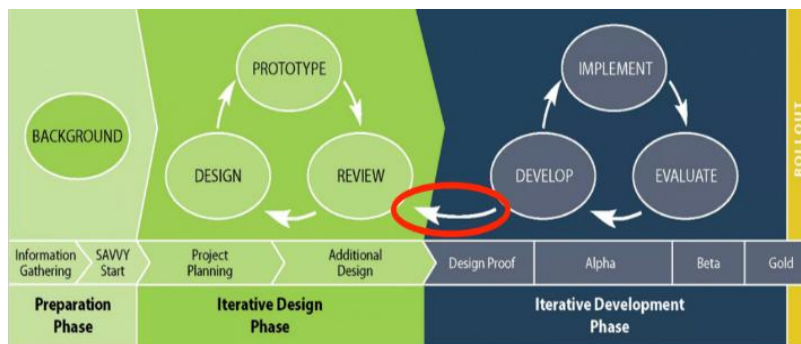 PROTOTYPE
IMPLEMENT
BACKGROUND
DESIGN
REVIEW
DEVELOP
EVALUATE
ROLLOUT
Information
Gathering
SAVVY
Start
Project
Planning
Additional
Design
Design Proof
Alpha
Beta
Gold
Preparation
Phase
Iterative Design
Phase
Iterative Development
Phase